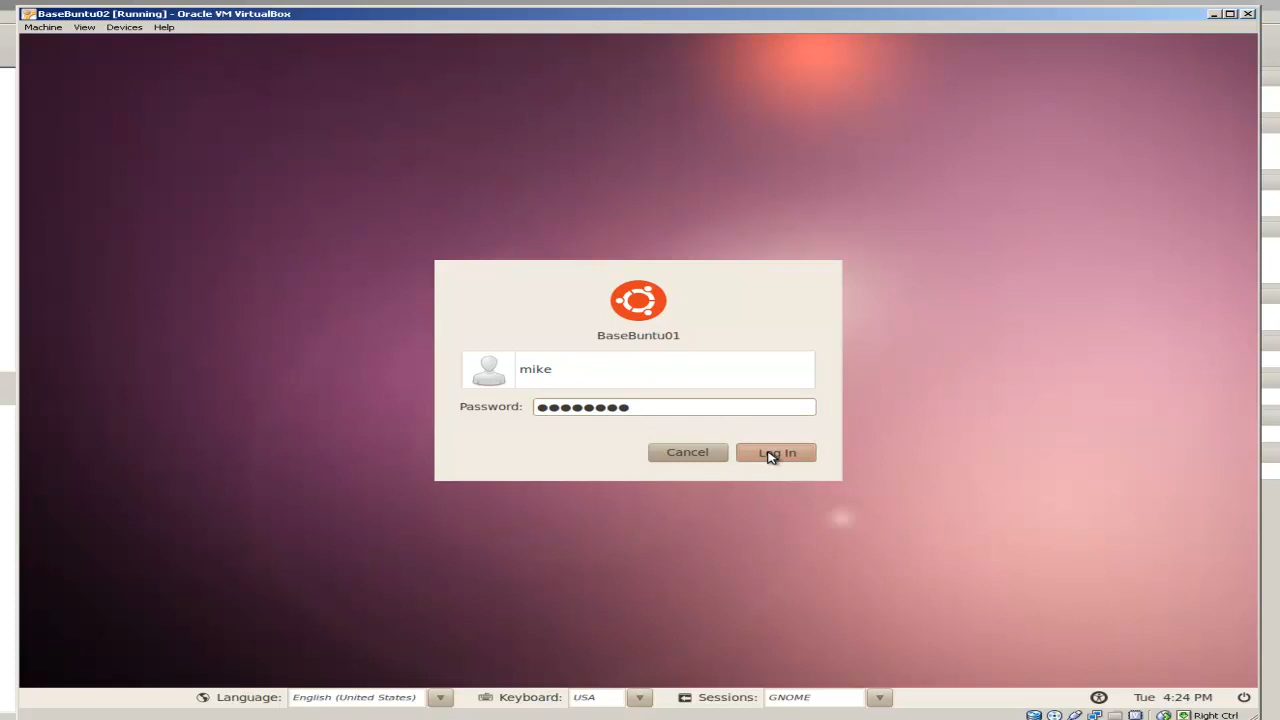 BaseBuntu02 [Running] - Oracle VM VirtualBox
Machine View Devices Help
BaseBuntu01
mike
Password: ●●●●●●●●
Cancel Log In
Language: English (United States) Keyboard: USA Sessions: GNOME Tue 4:24 PM
Right Ctrl